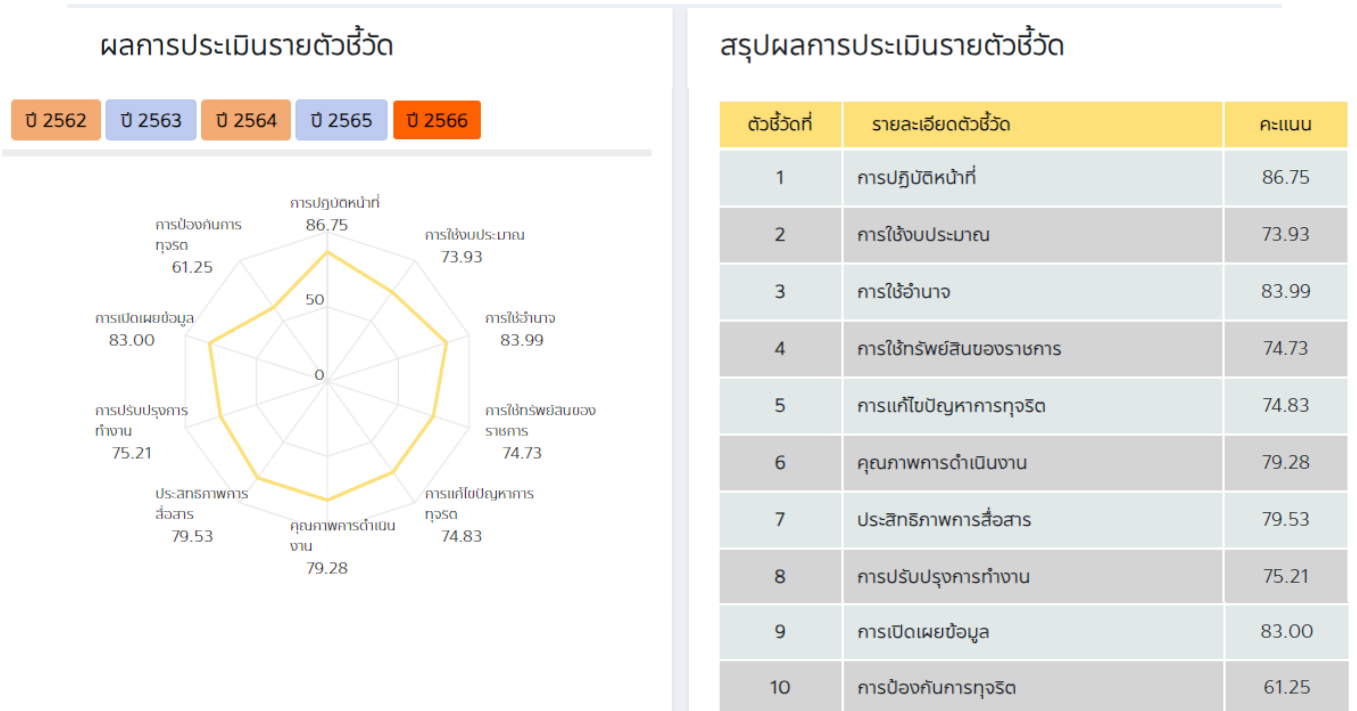 ผลการประเมินรายตัวชี้วัด
ปี 2562 ปี 2563 ปี 2564 ปี 2565 ปี 2566
การปฏิบัติหน้าที่
86.75
การใช้งบประมาณ
73.93
การใช้อำนาจ
83.99
การใช้ทรัพย์สินของ
ราชการ
74.73
การแก้ไขปัญหาการ
ทุจริต
74.83
คุณภาพการดำเนิน
งาน
79.28
ประสิทธิภาพการ
สื่อสาร
79.53
การปรับปรุงการ
ทำงาน
75.21
การเปิดเผยข้อมูล
83.00
การป้องกันการ
ทุจริต
61.25
50
0
สรุปผลการประเมินรายตัวชี้วัด
ตัวชี้วัดที่ รายละเอียดตัวชี้วัด คะแนน
1 การปฏิบัติหน้าที่ 86.75
2 การใช้งบประมาณ 73.93
3 การใช้อำนาจ 83.99
4 การใช้ทรัพย์สินของราชการ 74.73
5 การแก้ไขปัญหาการทุจริต 74.83
6 คุณภาพการดำเนินงาน 79.28
7 ประสิทธิภาพการสื่อสาร 79.53
8 การปรับปรุงการทำงาน 75.21
9 การเปิดเผยข้อมูล 83.00
10 การป้องกันการทุจริต 61.25